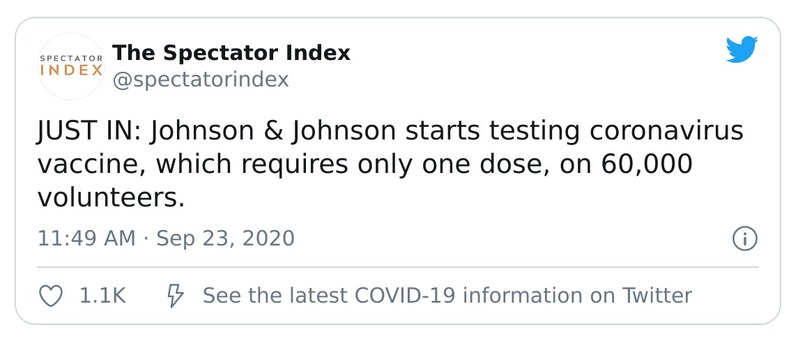 SPECTATOR
INDEX
The Spectator Index
@spectatorindex
JUST IN: Johnson & Johnson starts testing coronavirus
vaccine, which requires only one dose, on 60,000
volunteers.
11:49 AM · Sep 23, 2020
1.1K
See the latest COVID-19 information on Twitter